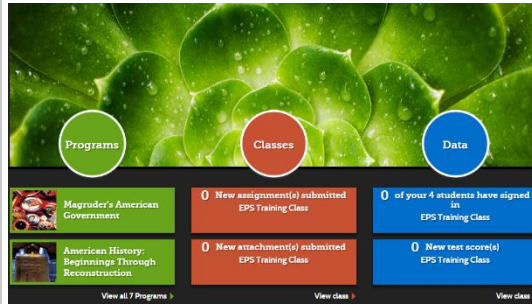 Programs
Classes
Data
Magruder's American
Government
0 New assignment(s) submitted
EPS Training Class
0 of your 4 students have signed
in
EPS Training Class
American History:
Beginnings Through
Reconstruction
0 New attachment(s) submitted
EPS Training Class
0 New test score(s)
EPS Training Class
View all 7 Programs
View class
View class